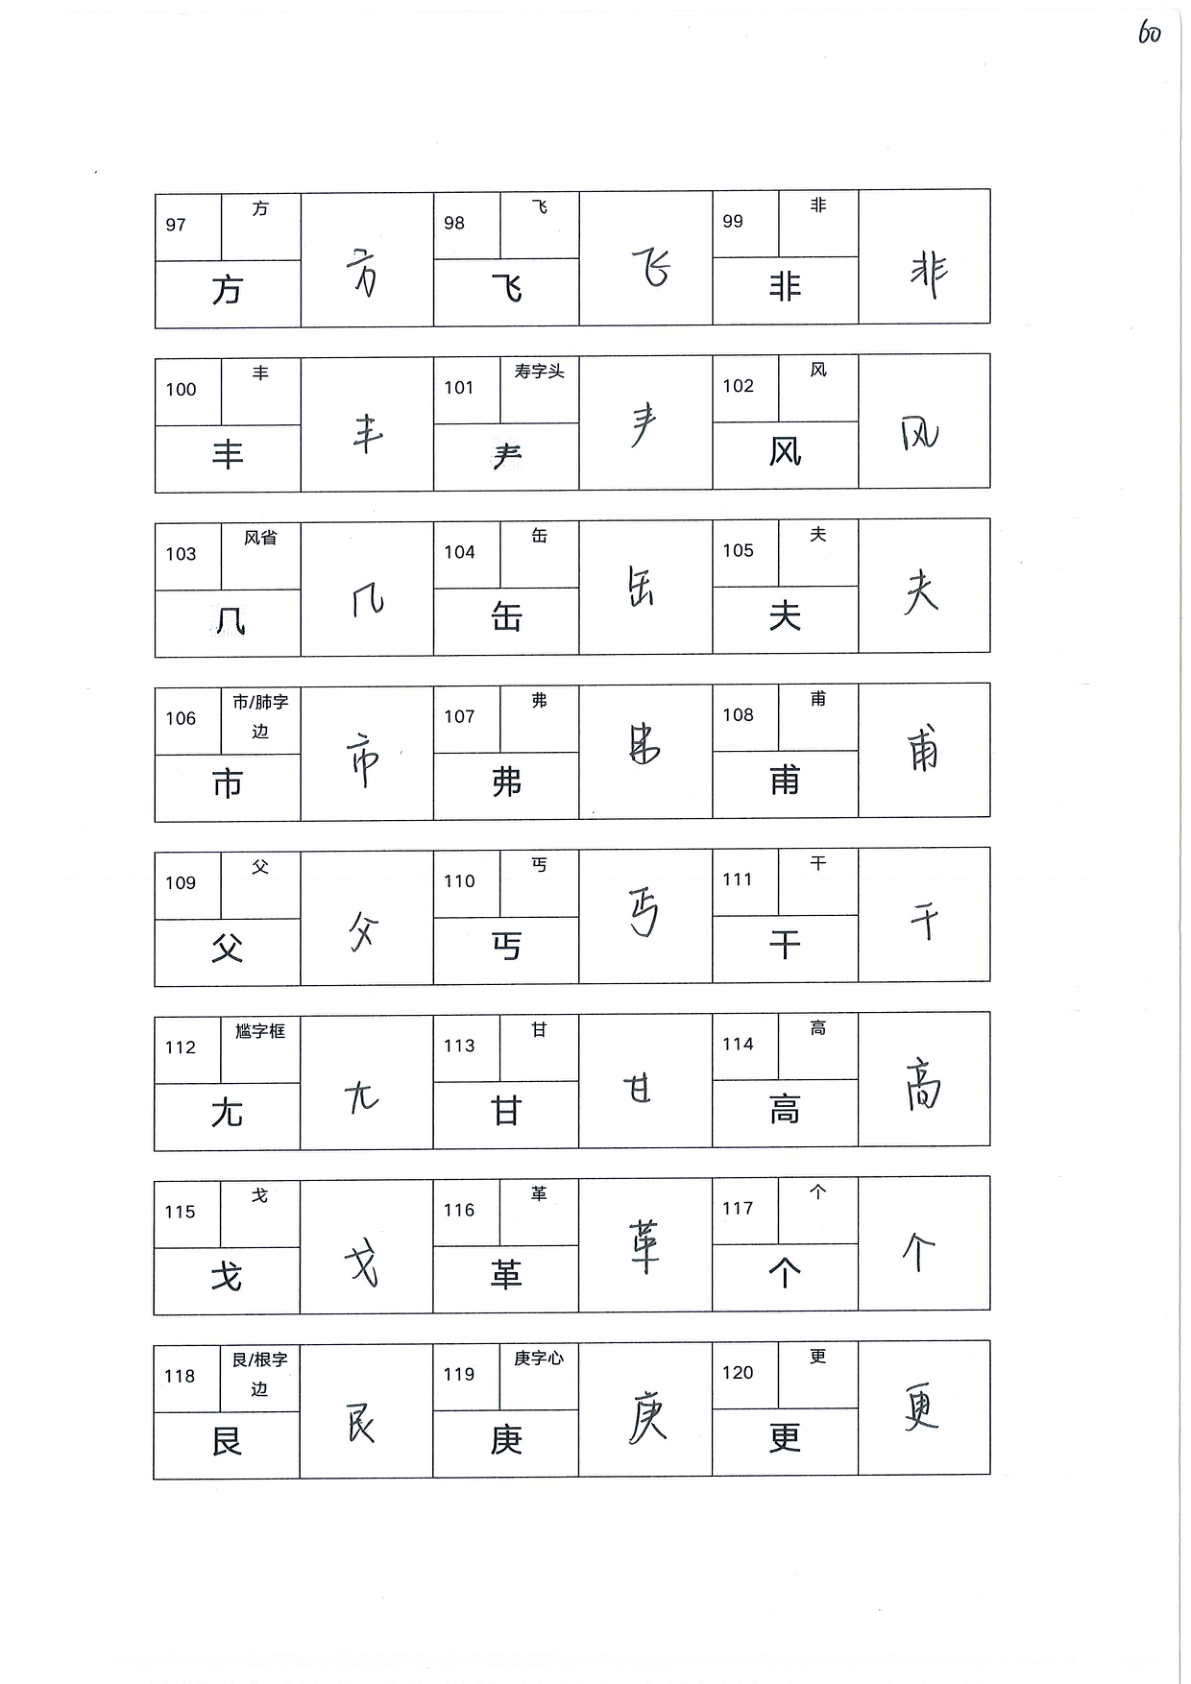 60
97 方 方 方 98 飞 飞 飞 99 非 非 非
100 丰 丰 丰 101 寿字头 龵 龵 102 风 风 风
103 风省 𠘨 𠘨 104 缶 缶 缶 105 夫 夫 夫
106 市/肺字边 市 市 107 弗 弗 弗 108 甫 甫 甫
109 父 父 父 110 丐 丐 丐 111 干 干 干
112 尴字框 尢 尢 113 甘 甘 甘 114 高 高 高
115 戈 戈 戈 116 革 革 革 117 个 个 个
118 艮/根字边 艮 艮 119 庚字心 庚 庚 120 更 更 更